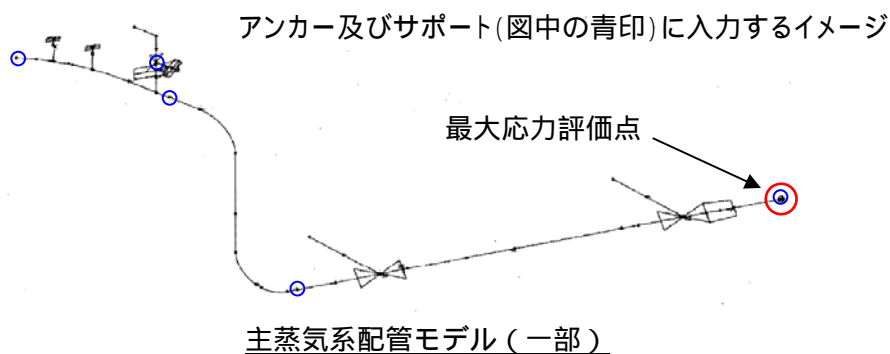 アンカー及びサポート(図中の青印)に入力するイメージ
最大応力評価点
主蒸気系配管モデル（一部）